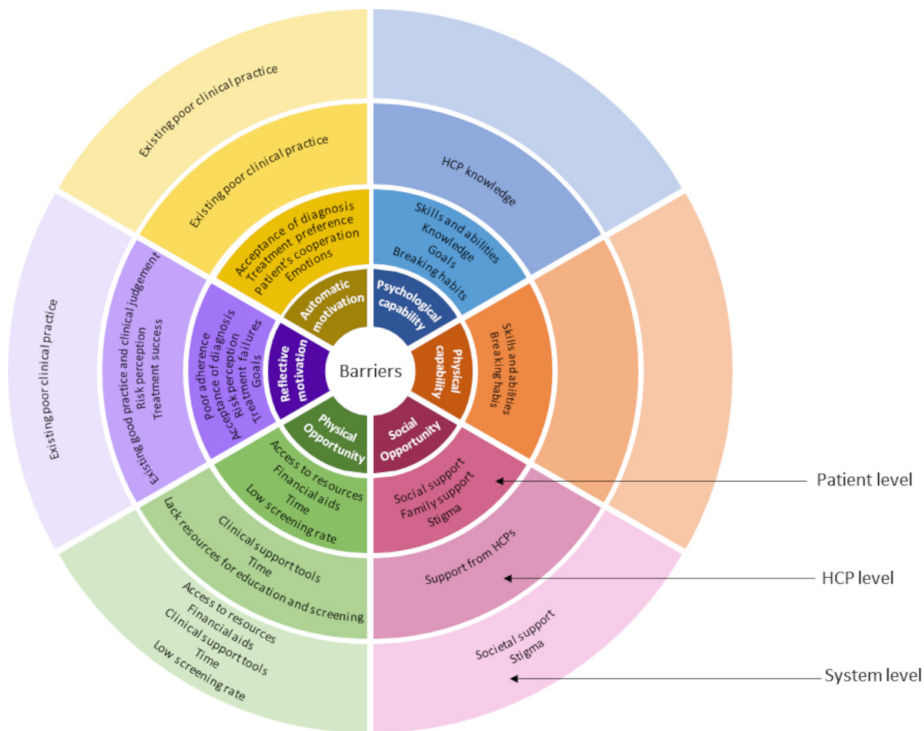 Existing poor clinical practice
Existing poor clinical practice
Acceptance of diagnosis
Treatment preference
Patient's cooperation
Emotions
Automatic
motivation
HCP knowledge
Skills and abilities
Knowledge
Goals
Breaking habits
Psychological
capability
Existing poor clinical practice
Existing good practice and clinical judgement
Risk perception
Treatment success
Poor adherence
Acceptance of diagnosis
Risk perception
Treatment failures
Goals
Reflective
motivation
Barriers
Physical
capability
Skills and abilities
Breaking habis
Physical
Opportunity
Access to resources
Financial aids
Time
Low screening rate
Clinical support tools
Time
Lack resources for education and screening
Access to resources
Financial aids
Clinical support tools
Time
Low screening rate
Social
Opportunity
Social support
Family support
Stigma
Support from HCPs
Societal support
Stigma
Patient level
HCP level
System level